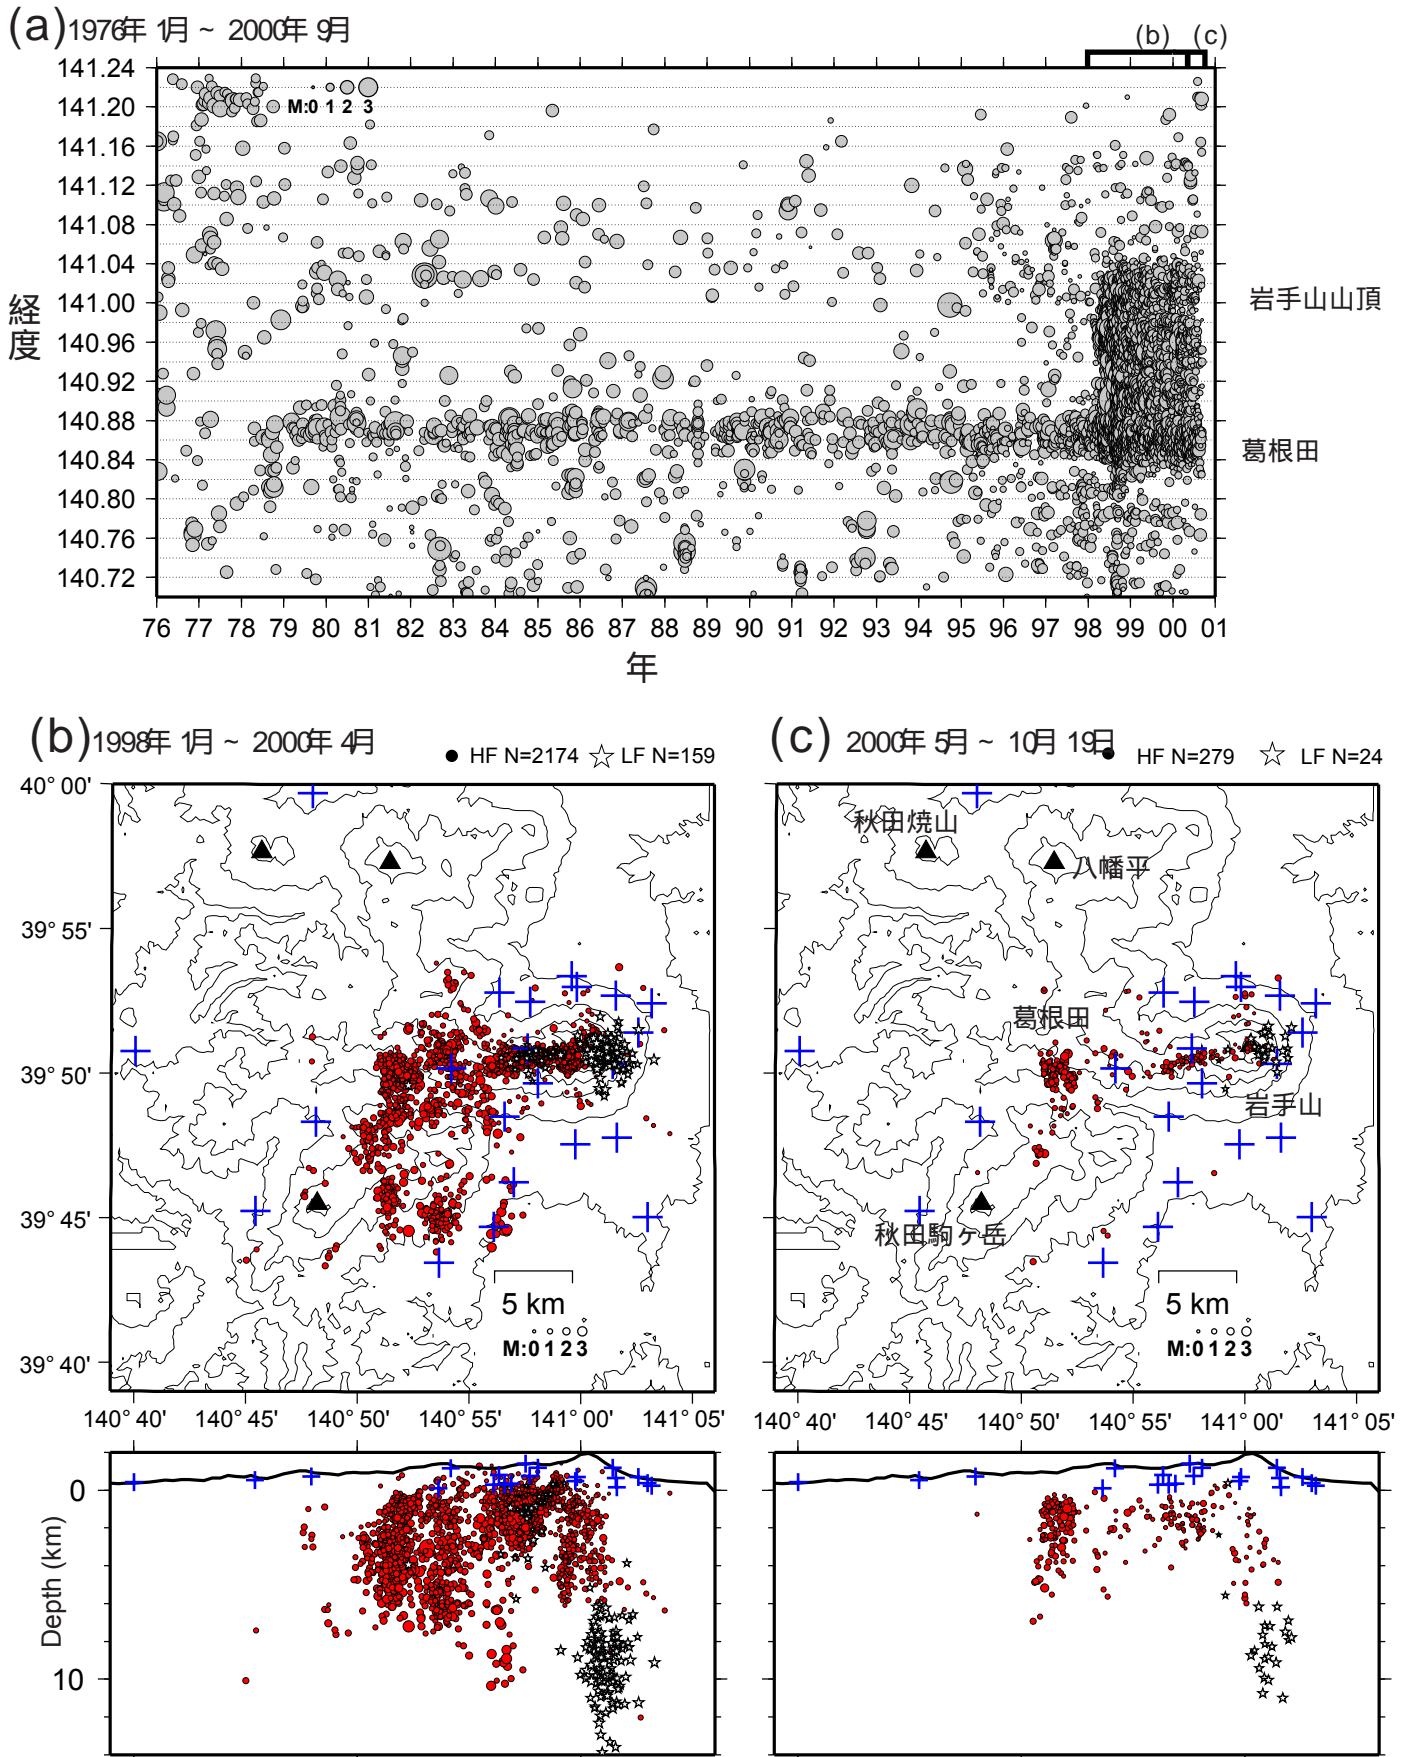 (a) 1976年 1月 ~ 2000年 9月
(b) (c)
141.24
141.20
141.16
141.12
141.08
141.04
141.00
140.96
140.92
140.88
140.84
140.80
140.76
140.72
M:0 1 2 3
経度
岩手山山頂
葛根田
76 77 78 79 80 81 82 83 84 85 86 87 88 89 90 91 92 93 94 95 96 97 98 99 00 01
年
(b) 1998年 1月 ~ 2000年 4月
HF N=2174 LF N=159
40° 00'
39° 55'
39° 50'
39° 45'
39° 40'
5 km
M:0 1 2 3
140° 40' 140° 45' 140° 50' 140° 55' 141° 00' 141° 05'
0
10
Depth (km)
(c) 2000年 5月 ~ 10月 19日
HF N=279 LF N=24
秋田焼山
八幡平
葛根田
岩手山
秋田駒ヶ岳
5 km
M:0 1 2 3
140° 40' 140° 45' 140° 50' 140° 55' 141° 00' 141° 05'